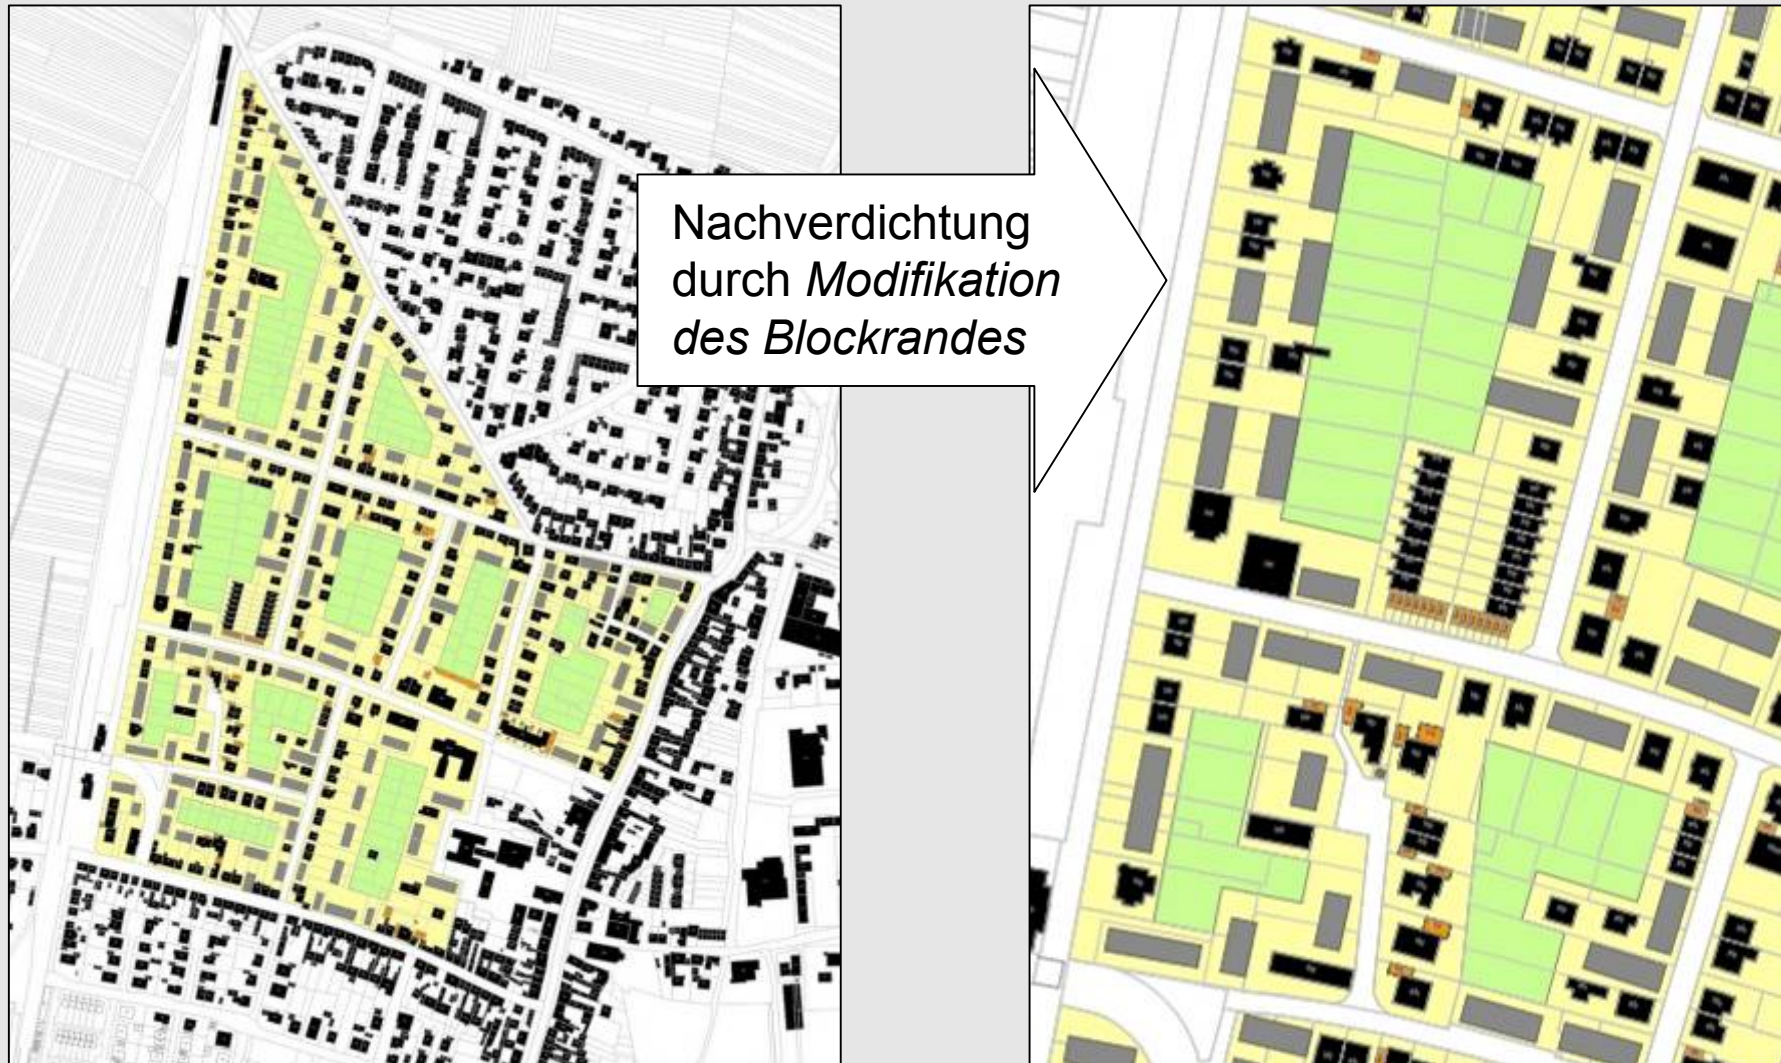 Nachverdichtung
durch Modifikation
des Blockrandes